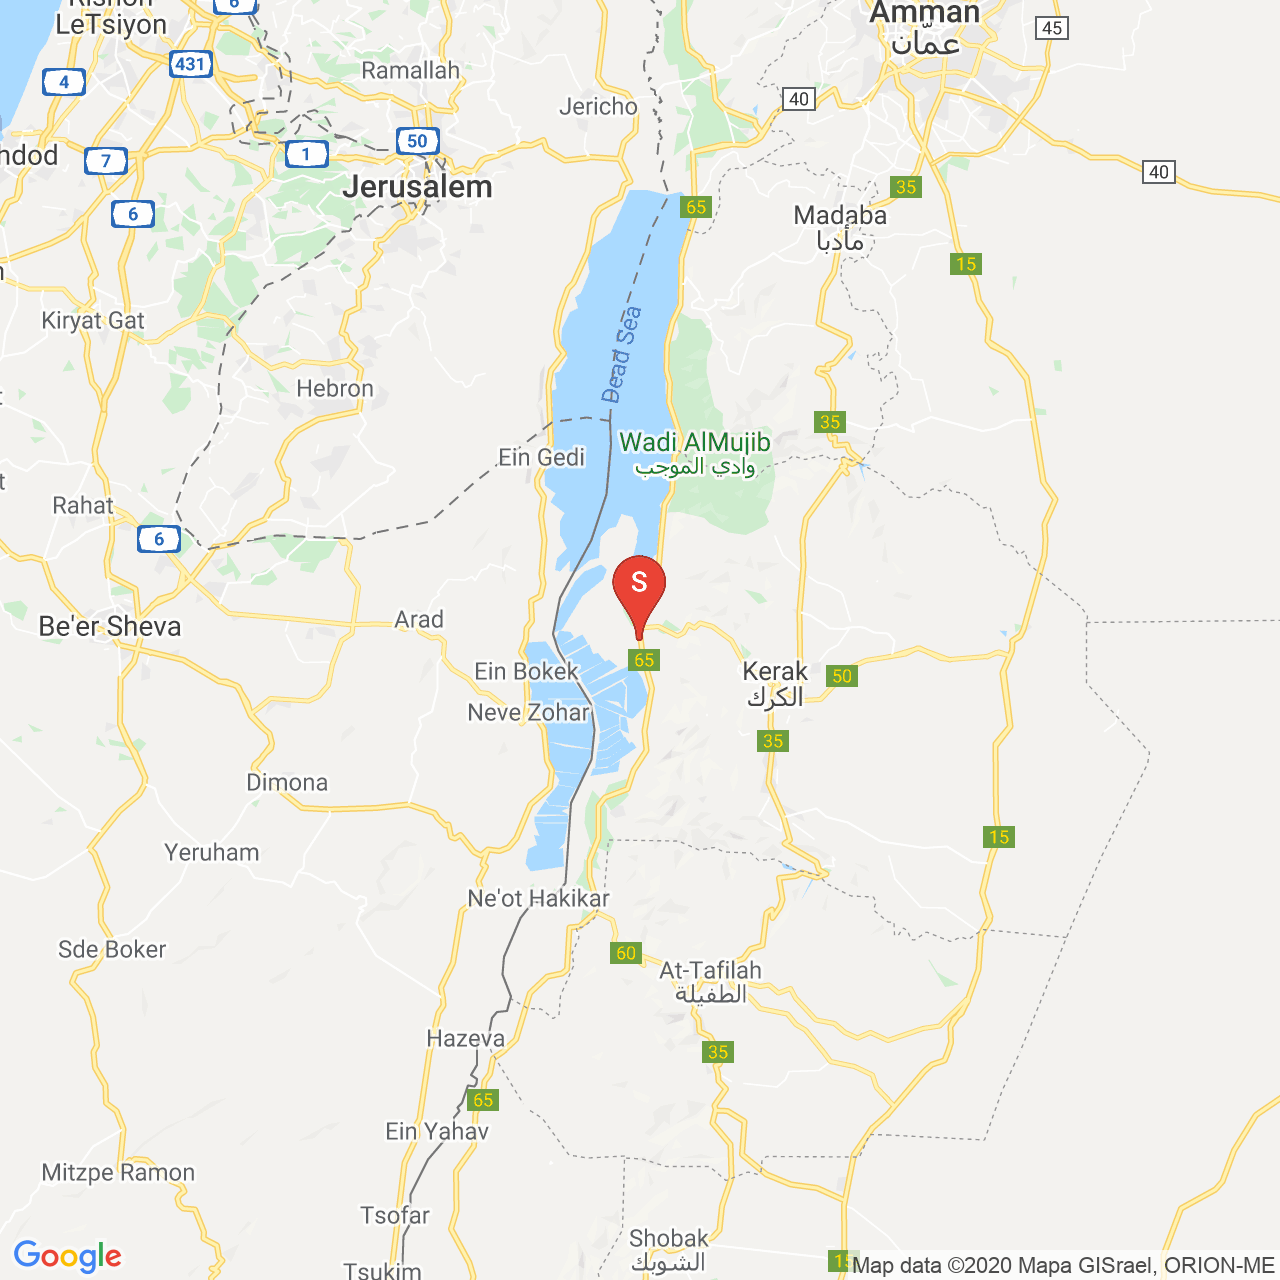 Rishon
LeTsiyon
6
Amman
عمّان
45
431
4
Ramallah
40
Jericho
50
1
7
hdod
40
Jerusalem
35
6
65
Madaba
مأدبا
15
Kiryat Gat
Dead Sea
Hebron
35
Wadi AlMujib
وادي الموجب
Ein Gedi
Rahat
6
S
Arad
Be'er Sheva
65
Ein Bokek
Kerak
الكرك
50
Neve Zohar
35
Dimona
15
Yeruham
Ne'ot Hakikar
Sde Boker
60
At-Tafilah
الطفيلة
Hazeva
35
65
Ein Yahav
Mitzpe Ramon
Tsofar
Shobak
الشوبك
Google
15
Map data ©2020 Mapa GISrael, ORION-ME
Tsukim